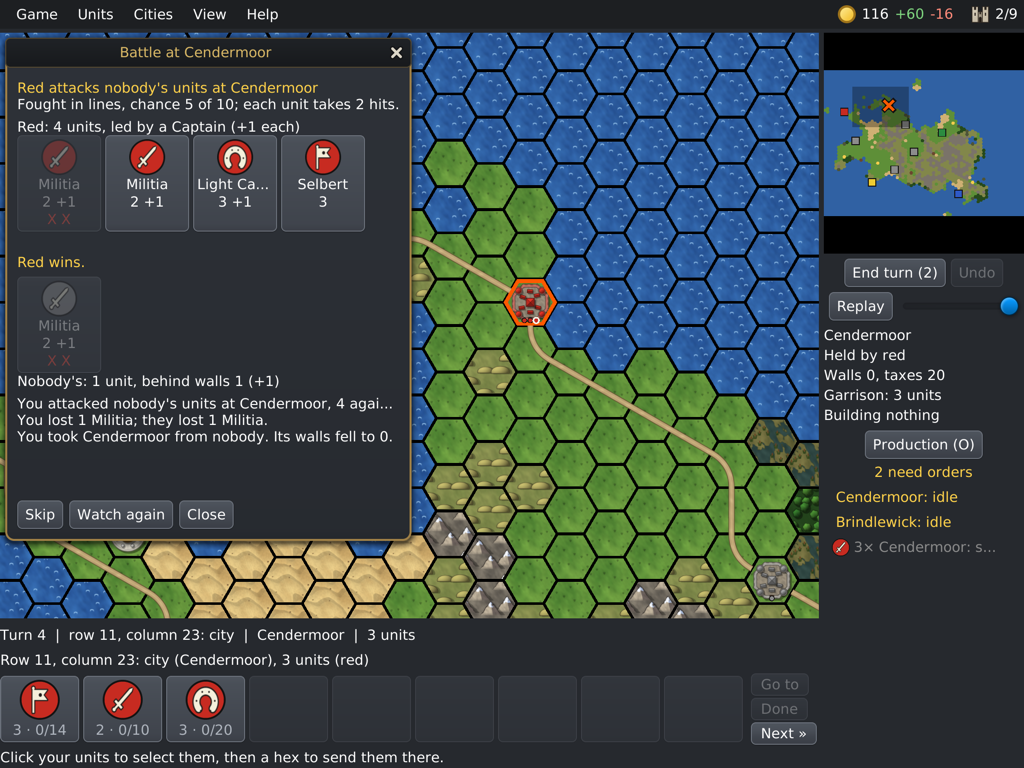 Game Units Cities View Help
116 +60 -16 2/9
Battle at Cendermoor
Red attacks nobody's units at Cendermoor
Fought in lines, chance 5 of 10; each unit takes 2 hits.
Red: 4 units, led by a Captain (+1 each)
Militia Militia Light Ca... Selbert
2 +1 2 +1 3 +1 3
X X
Red wins.
Militia
2 +1
X X
Nobody's: 1 unit, behind walls 1 (+1)
You attacked nobody's units at Cendermoor, 4 agai...
You lost 1 Militia; they lost 1 Militia.
You took Cendermoor from nobody. Its walls fell to 0.
Skip Watch again Close
End turn (2) Undo
Replay
Cendermoor
Held by red
Walls 0, taxes 20
Garrison: 3 units
Building nothing
Production (O)
2 need orders
Cendermoor: idle
Brindlewick: idle
3× Cendermoor: s...
Turn 4 | row 11, column 23: city | Cendermoor | 3 units
Row 11, column 23: city (Cendermoor), 3 units (red)
3 · 0/14 2 · 0/10 3 · 0/20
Go to
Done
Next »
Click your units to select them, then a hex to send them there.